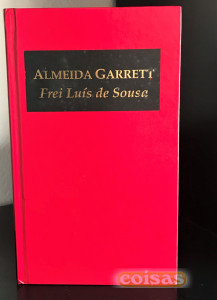 ALMEIDA GARRETT
Frei Luís de Sousa
coisas